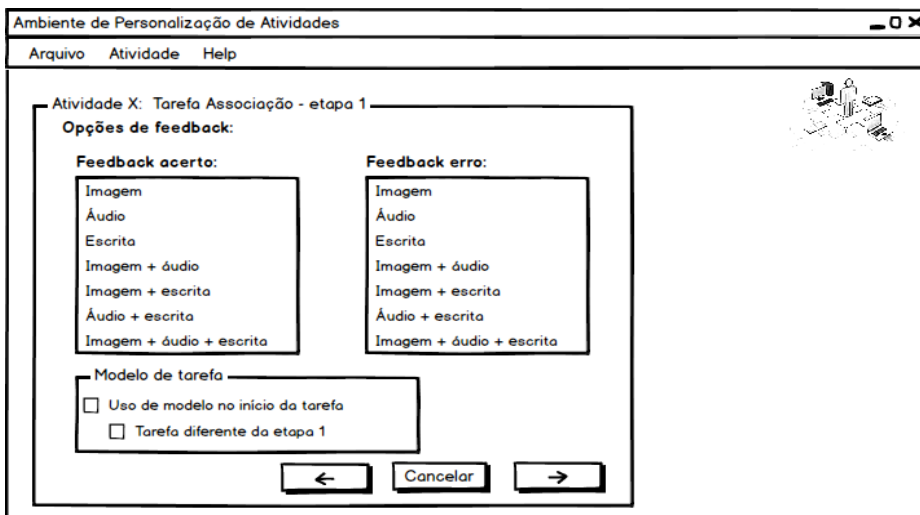 Ambiente de Personalização de Atividades
Arquivo Atividade Help
Atividade X: Tarefa Associação - etapa 1
Opções de feedback:
Feedback acerto:
Imagem
Áudio
Escrita
Imagem + áudio
Imagem + escrita
Áudio + escrita
Imagem + áudio + escrita
Feedback erro:
Imagem
Áudio
Escrita
Imagem + áudio
Imagem + escrita
Áudio + escrita
Imagem + áudio + escrita
Modelo de tarefa
Uso de modelo no início da tarefa
Tarefa diferente da etapa 1
Cancelar